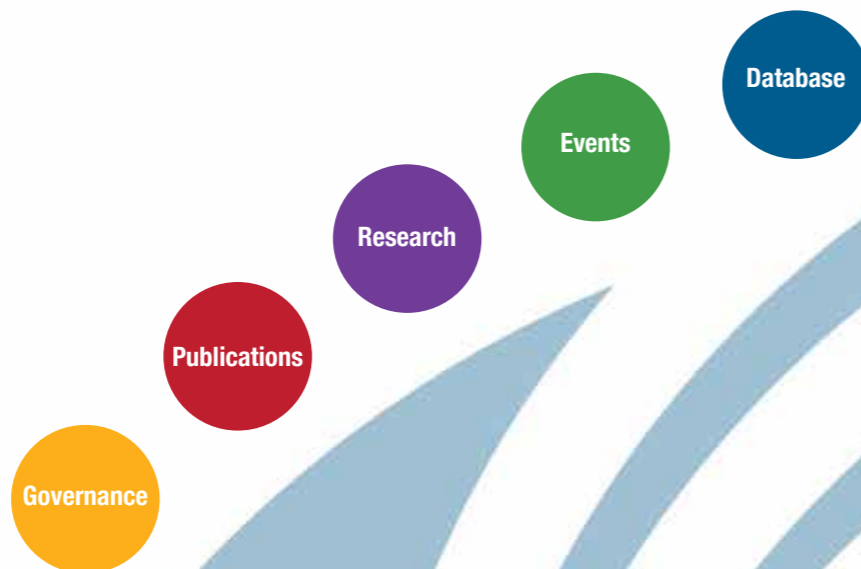 Database
Events
Research
Publications
Governance